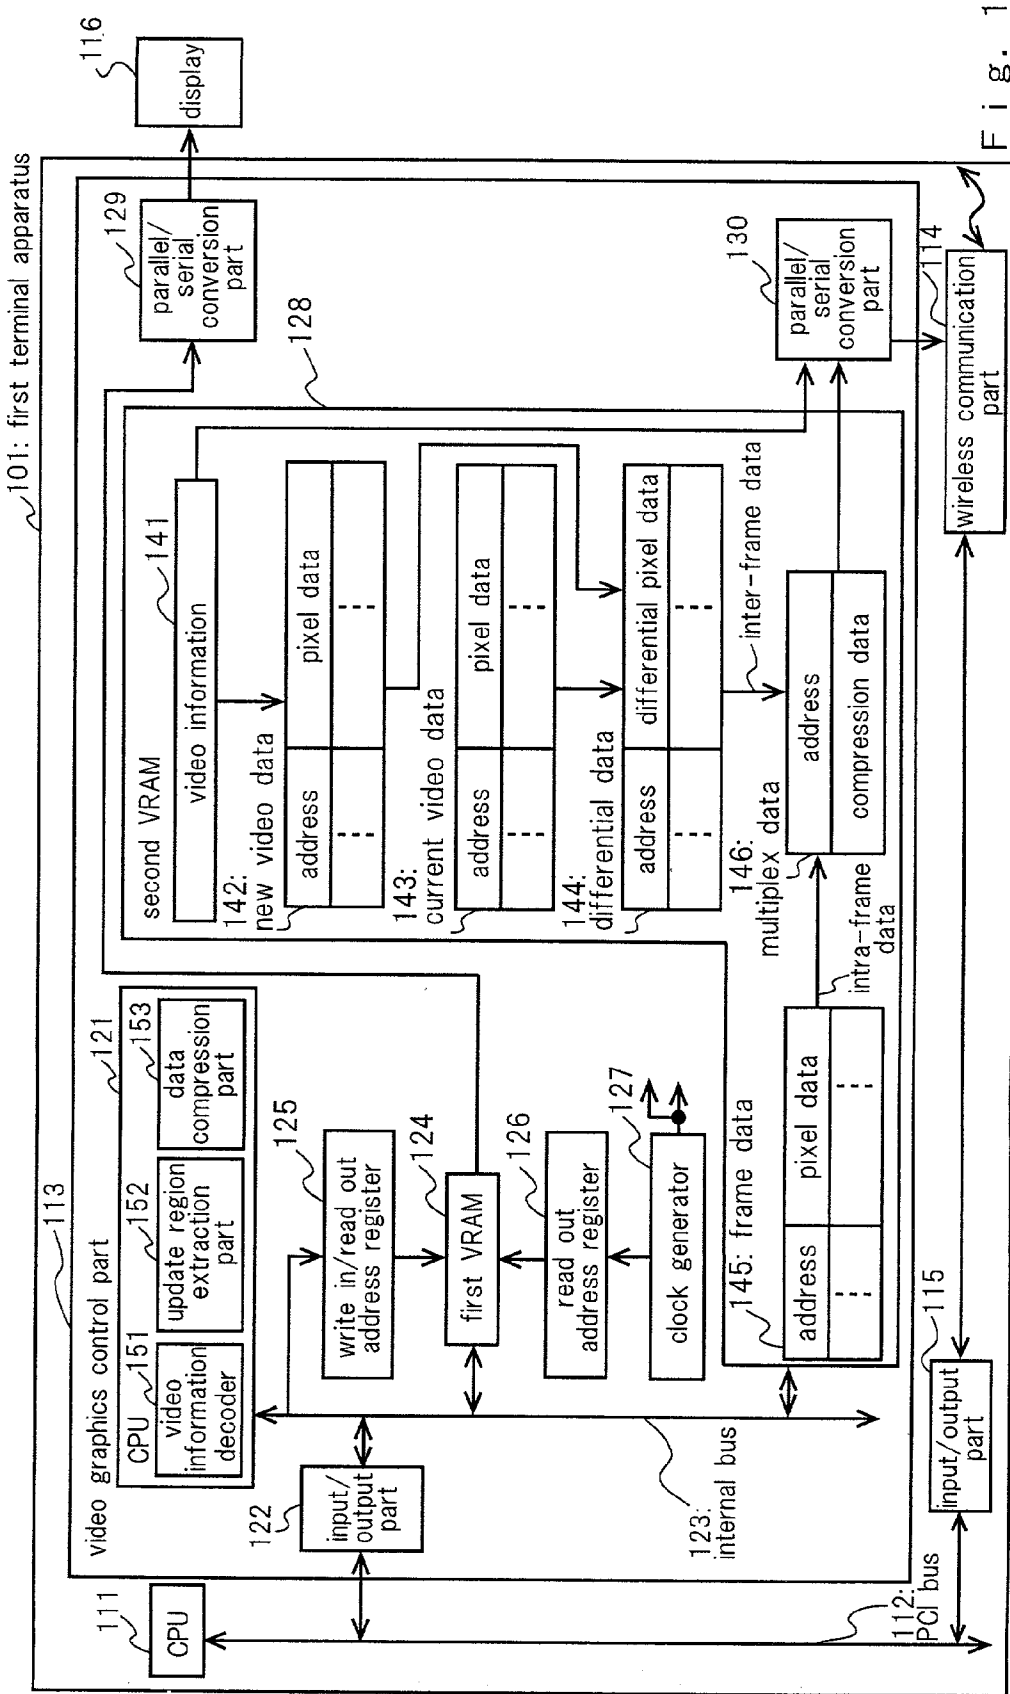 101: first terminal apparatus
116
display
113
video graphics control part
111
CPU
121
CPU
151
video
information
decoder
152
update region
extraction
part
153
data
compression
part
129
parallel/
serial
conversion
part
122
input/
output
part
125
write in/read out
address register
124
first VRAM
126
read out
address register
127
clock generator
123:
internal bus
128
second VRAM
141
video information
142:
new video data
address
pixel data
143:
current video data
address
pixel data
144:
differential data
address
differential pixel data
inter-frame data
145: frame data
address
pixel data
intra-frame
data
146:
multiplex data
address
compression data
130
parallel/
serial
conversion
part
114
wireless communication
part
115
input/output
part
112:
PCI bus
Fig. 1